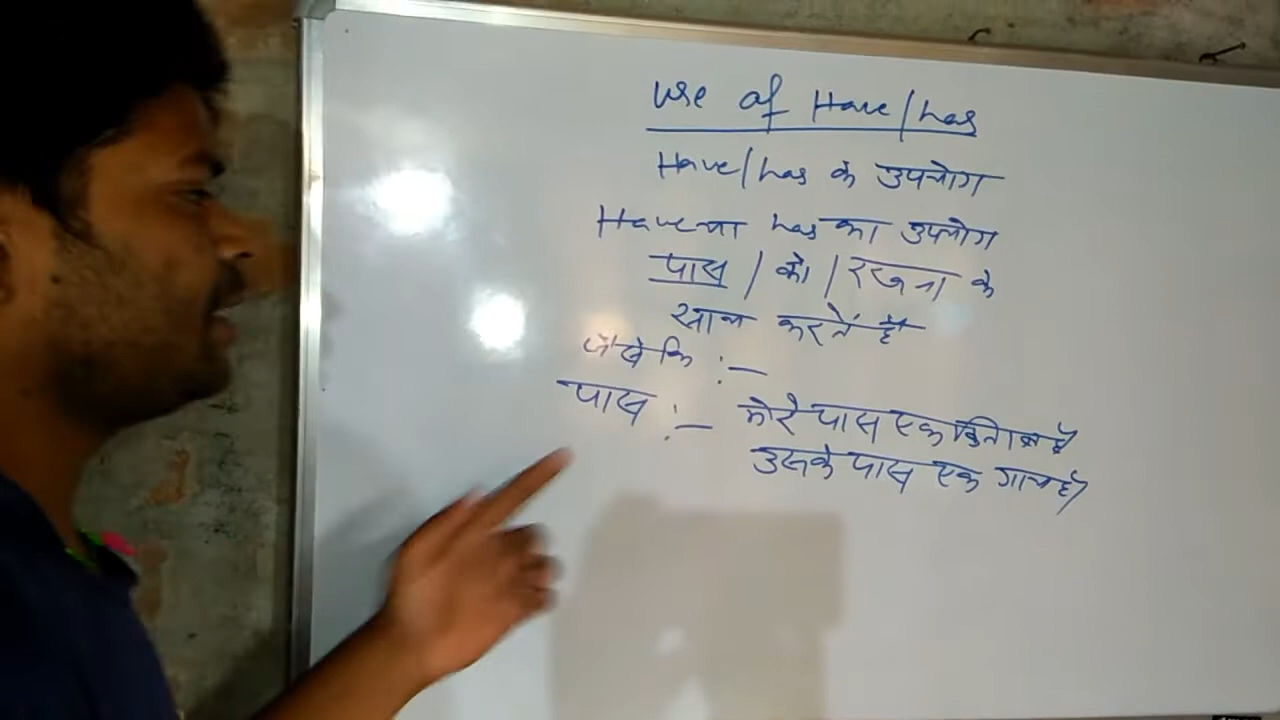 Use of Have/has
Have/has के उपयोग
Have या has का उपयोग
पास / को / रखना के
साथ करतें हैं
जैसे कि :-
पास :- मेरे पास एक किताब है
उसके पास एक गाय है